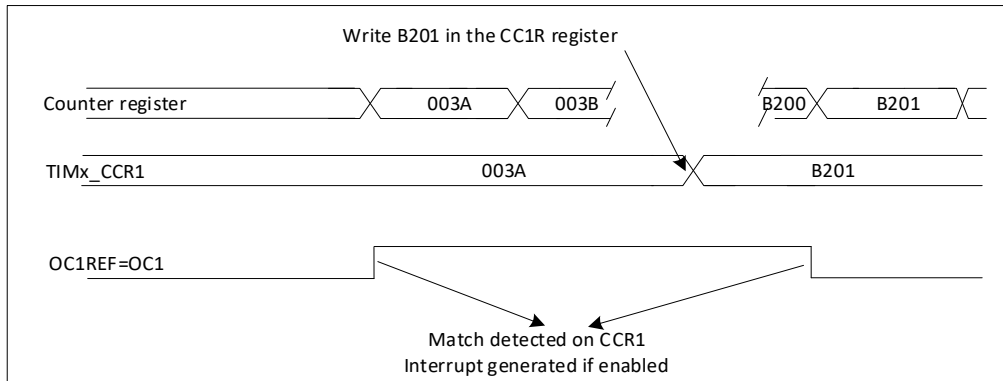 Write B201 in the CC1R register
Counter register 003A 003B B200 B201
TIMx_CCR1 003A B201
OC1REF=OC1
Match detected on CCR1
Interrupt generated if enabled